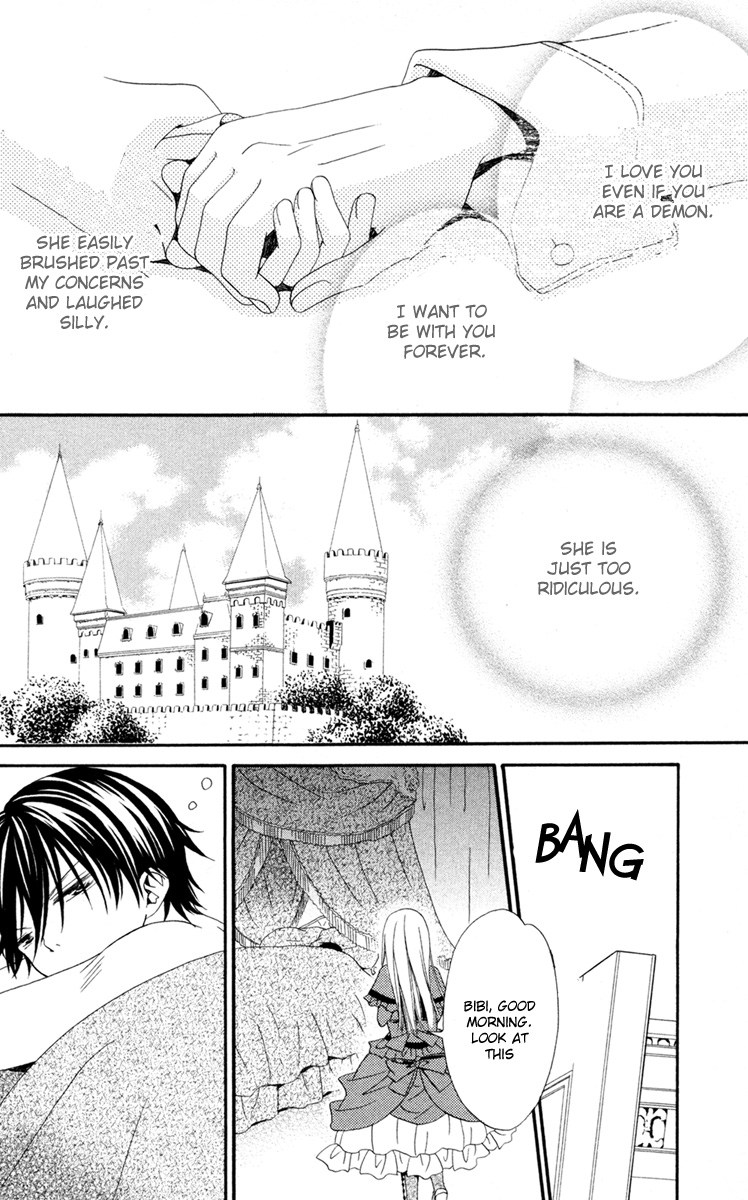 I LOVE YOU
EVEN IF YOU
ARE A DEMON.
SHE EASILY
BRUSHED PAST
MY CONCERNS
AND LAUGHED
SILLY.
I WANT TO
BE WITH YOU
FOREVER.
SHE IS
JUST TOO
RIDICULOUS.
BANG
BIBI, GOOD
MORNING.
LOOK AT
THIS